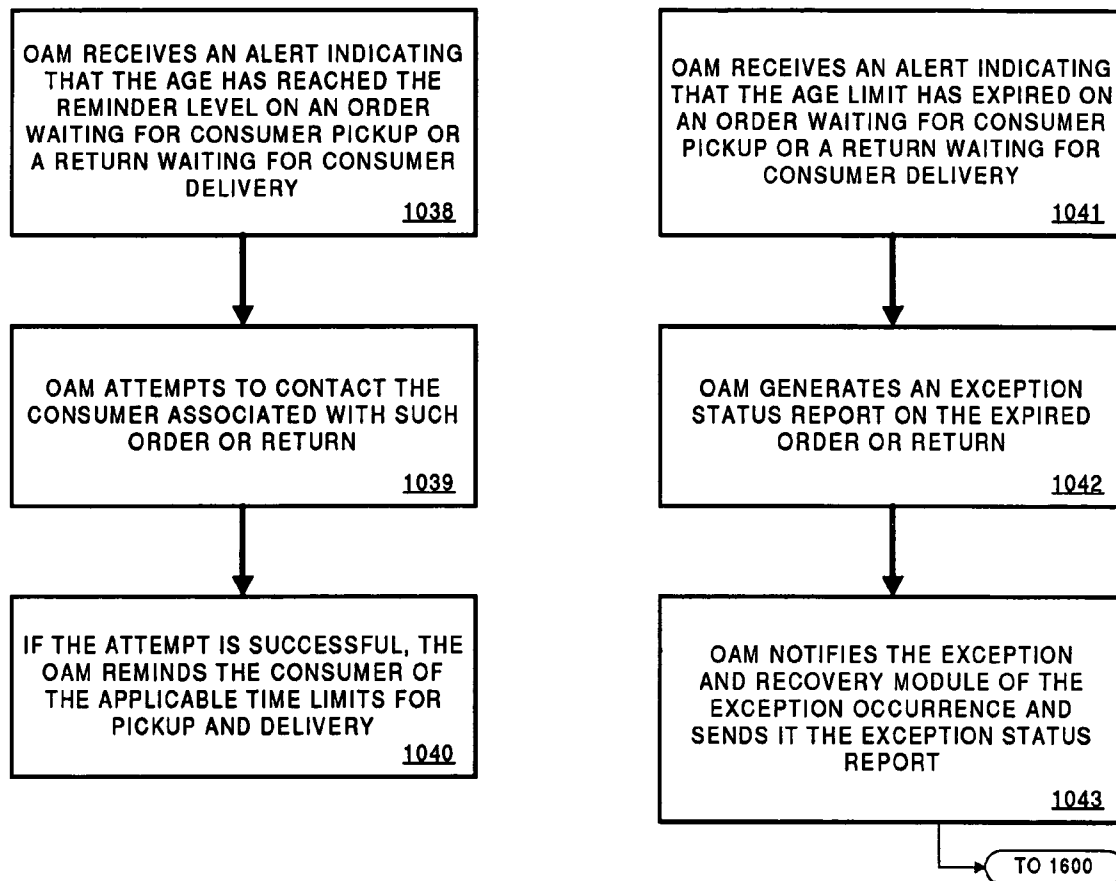 OAM RECEIVES AN ALERT INDICATING
THAT THE AGE HAS REACHED THE
REMINDER LEVEL ON AN ORDER
WAITING FOR CONSUMER PICKUP OR
A RETURN WAITING FOR CONSUMER
DELIVERY
1038
OAM ATTEMPTS TO CONTACT THE
CONSUMER ASSOCIATED WITH SUCH
ORDER OR RETURN
1039
IF THE ATTEMPT IS SUCCESSFUL, THE
OAM REMINDS THE CONSUMER OF
THE APPLICABLE TIME LIMITS FOR
PICKUP AND DELIVERY
1040
OAM RECEIVES AN ALERT INDICATING
THAT THE AGE LIMIT HAS EXPIRED ON
AN ORDER WAITING FOR CONSUMER
PICKUP OR A RETURN WAITING FOR
CONSUMER DELIVERY
1041
OAM GENERATES AN EXCEPTION
STATUS REPORT ON THE EXPIRED
ORDER OR RETURN
1042
OAM NOTIFIES THE EXCEPTION
AND RECOVERY MODULE OF THE
EXCEPTION OCCURRENCE AND
SENDS IT THE EXCEPTION STATUS
REPORT
1043
TO 1600